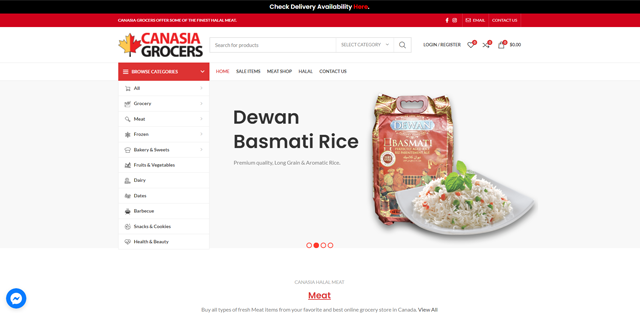 Check Delivery Availability Here.
CANASIA GROCERS OFFER SOME OF THE FINEST HALAL MEAT.
EMAIL
CONTACT US
CANASIA
GROCERS
Search for products
SELECT CATEGORY
LOGIN / REGISTER
0
0
0
$0.00
BROWSE CATEGORIES
HOME
SALE ITEMS
MEAT SHOP
HALAL
CONTACT US
All
Grocery
Meat
Frozen
Bakery & Sweets
Fruits & Vegetables
Dairy
Dates
Barbecue
Snacks & Cookies
Health & Beauty
Dewan
Basmati Rice
Premium quality, Long Grain & Aromatic Rice.
DEWAN
BASMATI
CANASIA HALAL MEAT
Meat
Buy all types of fresh Meat items from your favorite and best online grocery store in Canada. View All